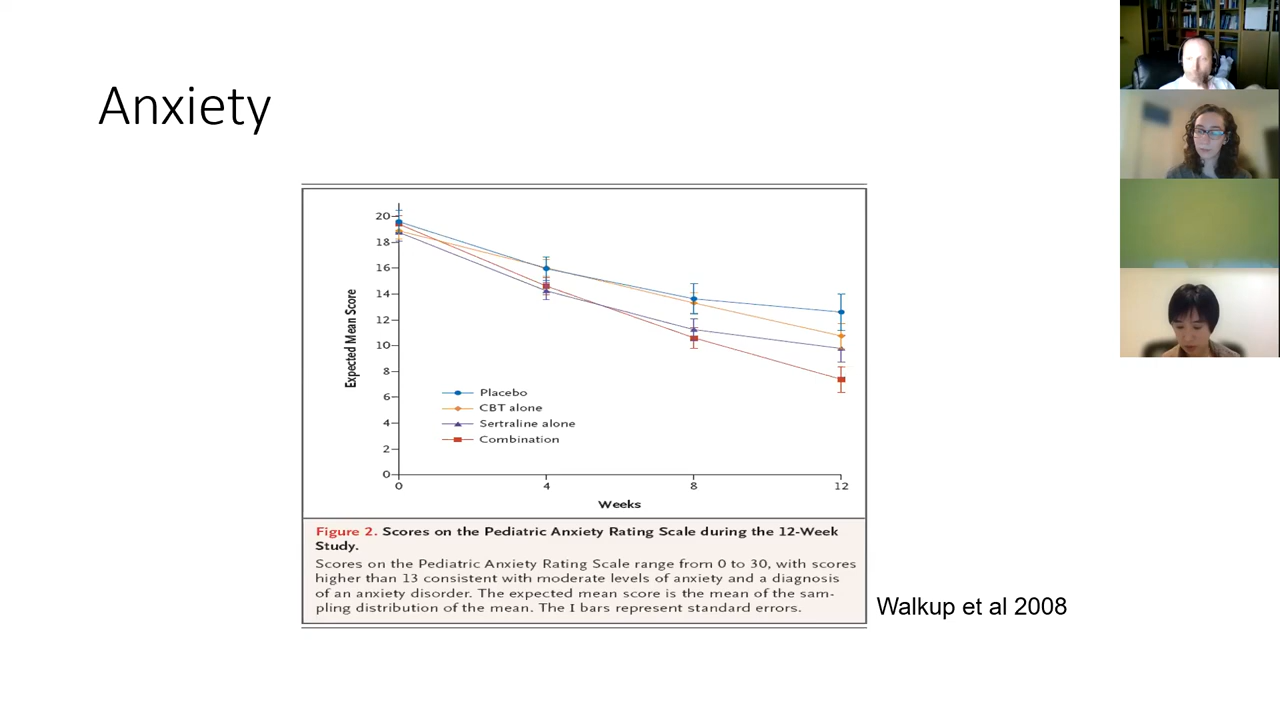 Anxiety
20
18
16
14
12
10
8
6
4
2
0
Expected Mean Score
Placebo
CBT alone
Sertraline alone
Combination
0 4 8 12
Weeks
Figure 2. Scores on the Pediatric Anxiety Rating Scale during the 12-Week
Study.
Scores on the Pediatric Anxiety Rating Scale range from 0 to 30, with scores
higher than 13 consistent with moderate levels of anxiety and a diagnosis
of an anxiety disorder. The expected mean score is the mean of the sam-
pling distribution of the mean. The I bars represent standard errors.
Walkup et al 2008